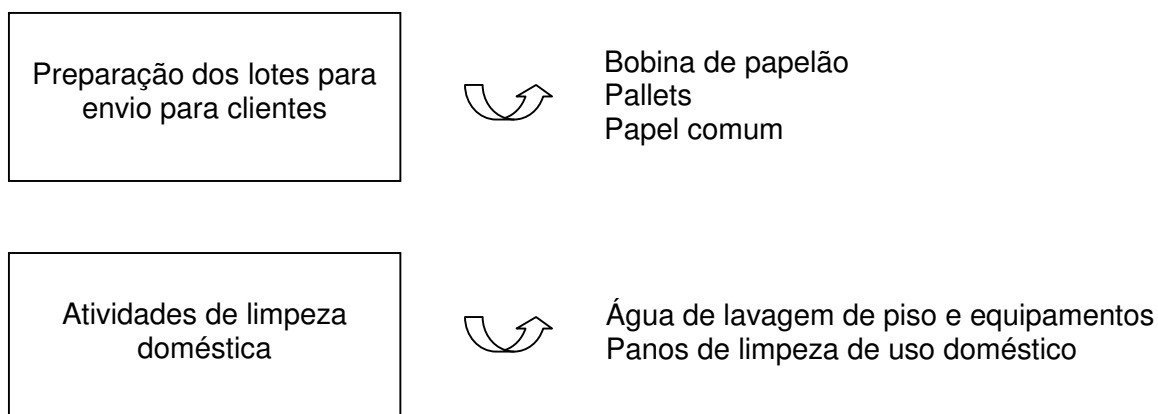 Preparação dos lotes para
envio para clientes
Bobina de papelão
Pallets
Papel comum
Atividades de limpeza
doméstica
Água de lavagem de piso e equipamentos
Panos de limpeza de uso doméstico